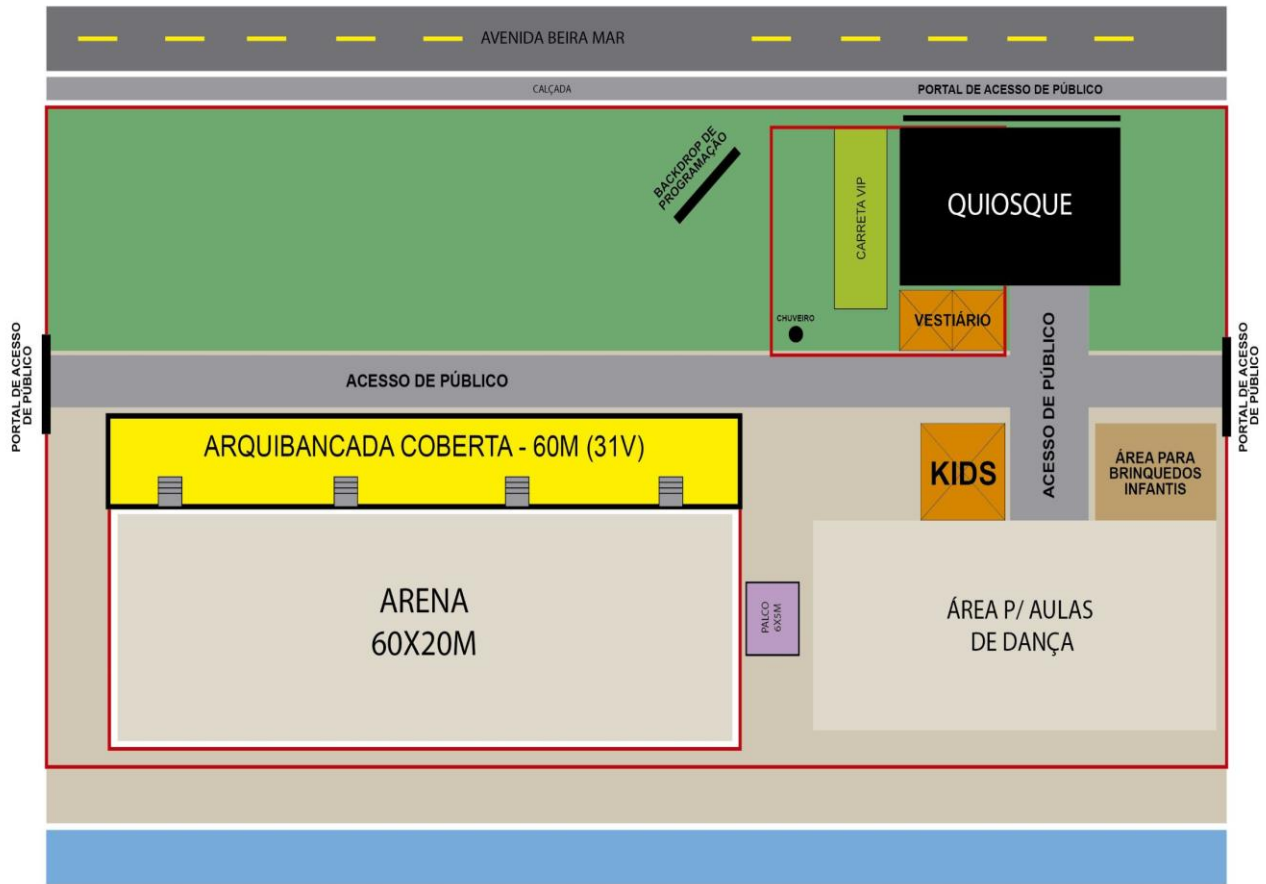 AVENIDA BEIRA MAR
CALÇADA
PORTAL DE ACESSO DE PÚBLICO
BACKDROP DE
PROGRAMAÇÃO
CARRETA VIP
QUIOSQUE
CHUVEIRO
VESTIÁRIO
PORTAL DE ACESSO
DE PÚBLICO
ACESSO DE PÚBLICO
ACESSO DE PÚBLICO
PORTAL DE ACESSO
DE PÚBLICO
ARQUIBANCADA COBERTA - 60M (31V)
KIDS
ÁREA PARA
BRINQUEDOS
INFANTIS
ARENA
60X20M
PALCO
6X5M
ÁREA P/ AULAS
DE DANÇA